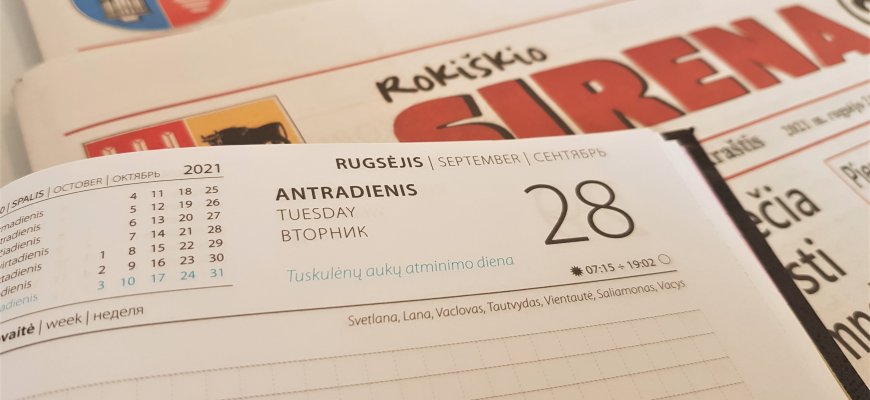 Rokiškio
SIRENA
2021 m. rugsėjo
SPALIS | OCTOBER | ОКТЯБРЬ 2021
4 11 18 25
5 12 19 26
6 13 20 27
7 14 21 28
1 8 15 22 29
2 9 16 23 30
3 10 17 24 31
| week | неделя
RUGSĖJIS | SEPTEMBER | СЕНТЯБРЬ
ANTRADIENIS
TUESDAY
ВТОРНИК
28
Tuskulėnų aukų atminimo diena
07:15 ÷ 19:02
Svetlana, Lana, Vaclovas, Tautvydas, Vientautė, Saliamonas, Vacys